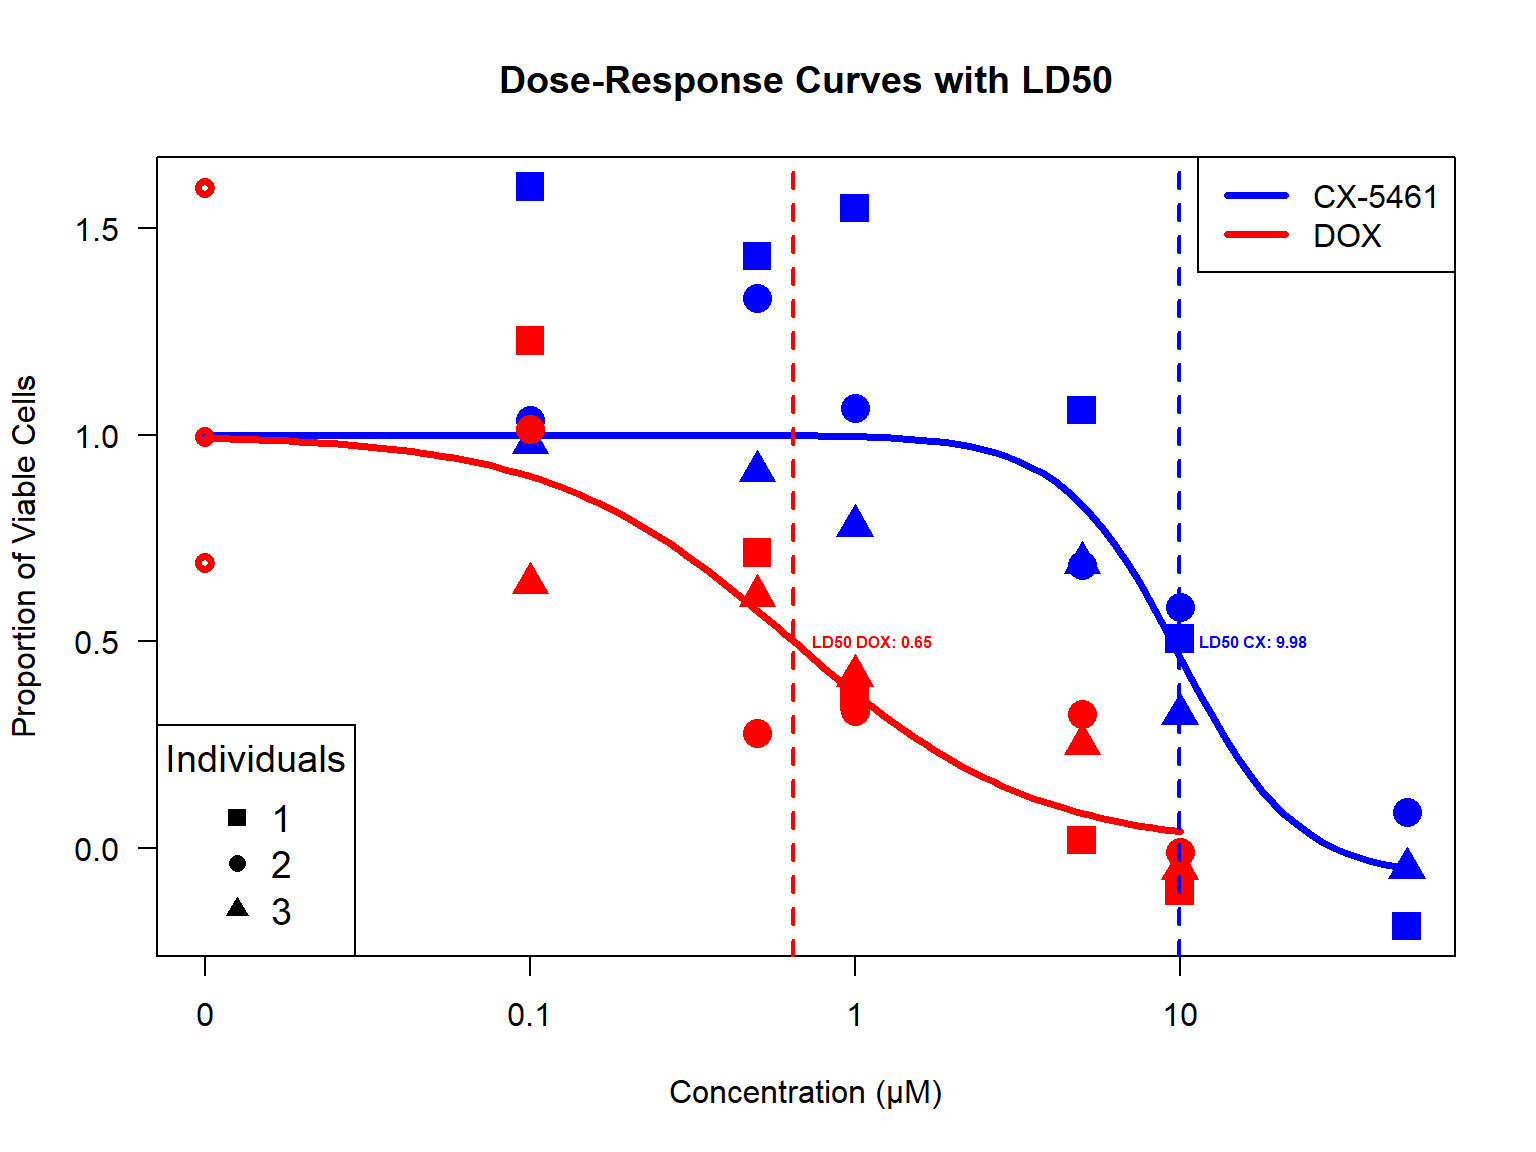 Dose-Response Curves with LD50
CX-5461
DOX
1.5
1.0
0.5
0.0
Proportion of Viable Cells
LD50 DOX: 0.65
LD50 CX: 9.98
Individuals
1
2
3
0 0.1 1 10
Concentration (µM)